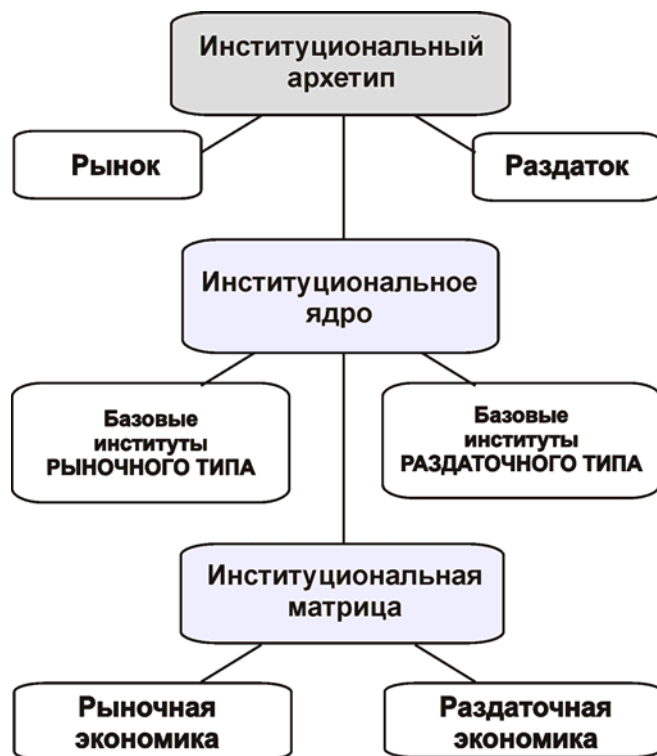 Институциональный
архетип
Рынок
Раздаток
Институциональное
ядро
Базовые
институты
РЫНОЧНОГО ТИПА
Базовые
институты
РАЗДАТОЧНОГО ТИПА
Институциональная
матрица
Рыночная
экономика
Раздаточная
экономика